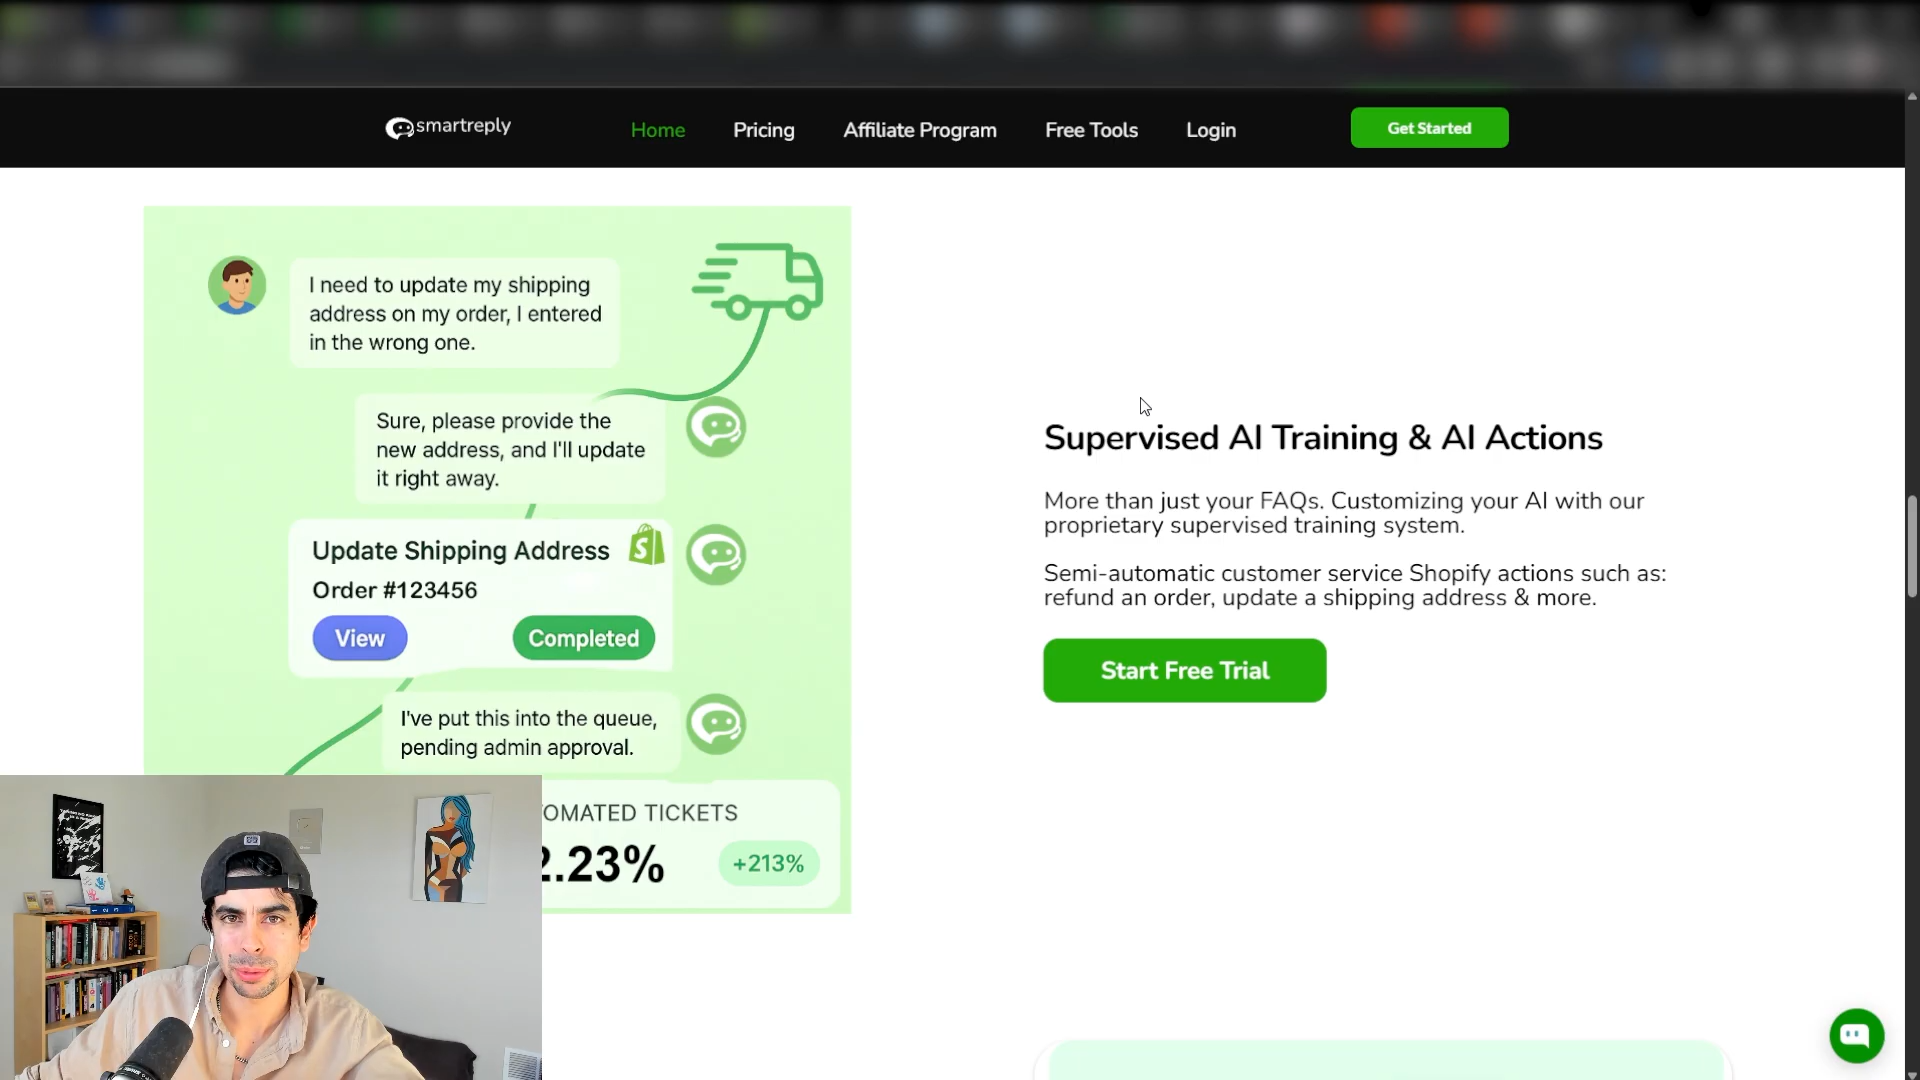 smartreply
Home
Pricing
Affiliate Program
Free Tools
Login
Get Started
I need to update my shipping
address on my order, I entered
in the wrong one.
Sure, please provide the
new address, and I'll update
it right away.
Update Shipping Address
Order #123456
View
Completed
I've put this into the queue,
pending admin approval.
OMATED TICKETS
2.23%
+213%
Supervised AI Training & AI Actions
More than just your FAQs. Customizing your AI with our
proprietary supervised training system.
Semi-automatic customer service Shopify actions such as:
refund an order, update a shipping address & more.
Start Free Trial